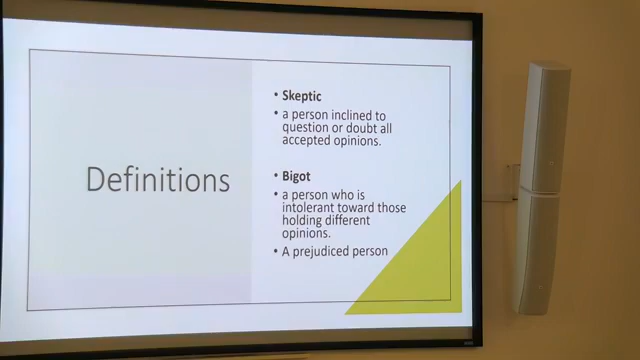 Definitions
• Skeptic
• a person inclined to
question or doubt all
accepted opinions.
• Bigot
• a person who is
intolerant toward those
holding different
opinions.
• A prejudiced person